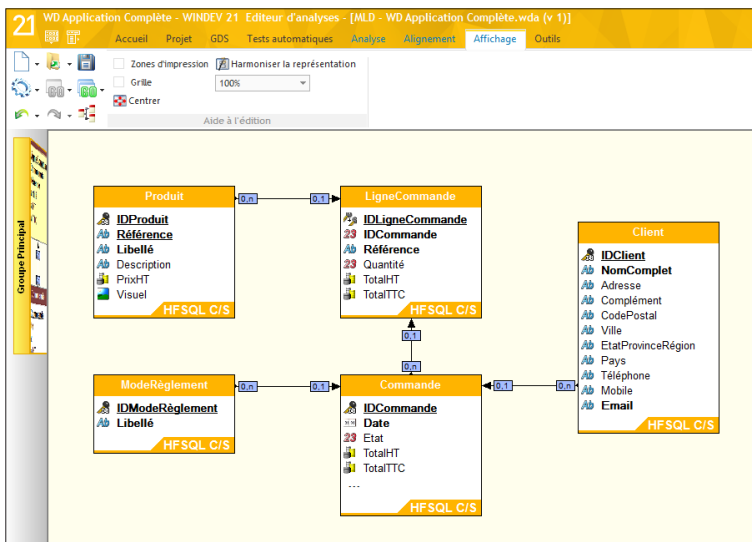 21 WD Application Complète - WINDEV 21 Editeur d'analyses - [MLD - WD Application Complète.wda (v 1)]
Accueil Projet GDS Tests automatiques Analyse Alignement Affichage Outils
Zones d'impression Harmoniser la représentation
Grille 100%
Centrer
Aide à l'édition
Groupe Principal
Produit
IDProduit
Référence
Libellé
Description
PrixHT
Visuel
HFSQL C/S
0,n 0,1
LigneCommande
IDLigneCommande
23 IDCommande
Référence
23 Quantité
TotalHT
TotalTTC
HFSQL C/S
0,1
0,n
Client
IDClient
NomComplet
Adresse
Complément
CodePostal
Ville
EtatProvinceRégion
Pays
Téléphone
Mobile
Email
HFSQL C/S
ModeRèglement
IDModeRèglement
Libellé
HFSQL C/S
0,n 0,1
Commande
IDCommande
Date
23 Etat
TotalHT
TotalTTC
...
HFSQL C/S
0,1 0,n